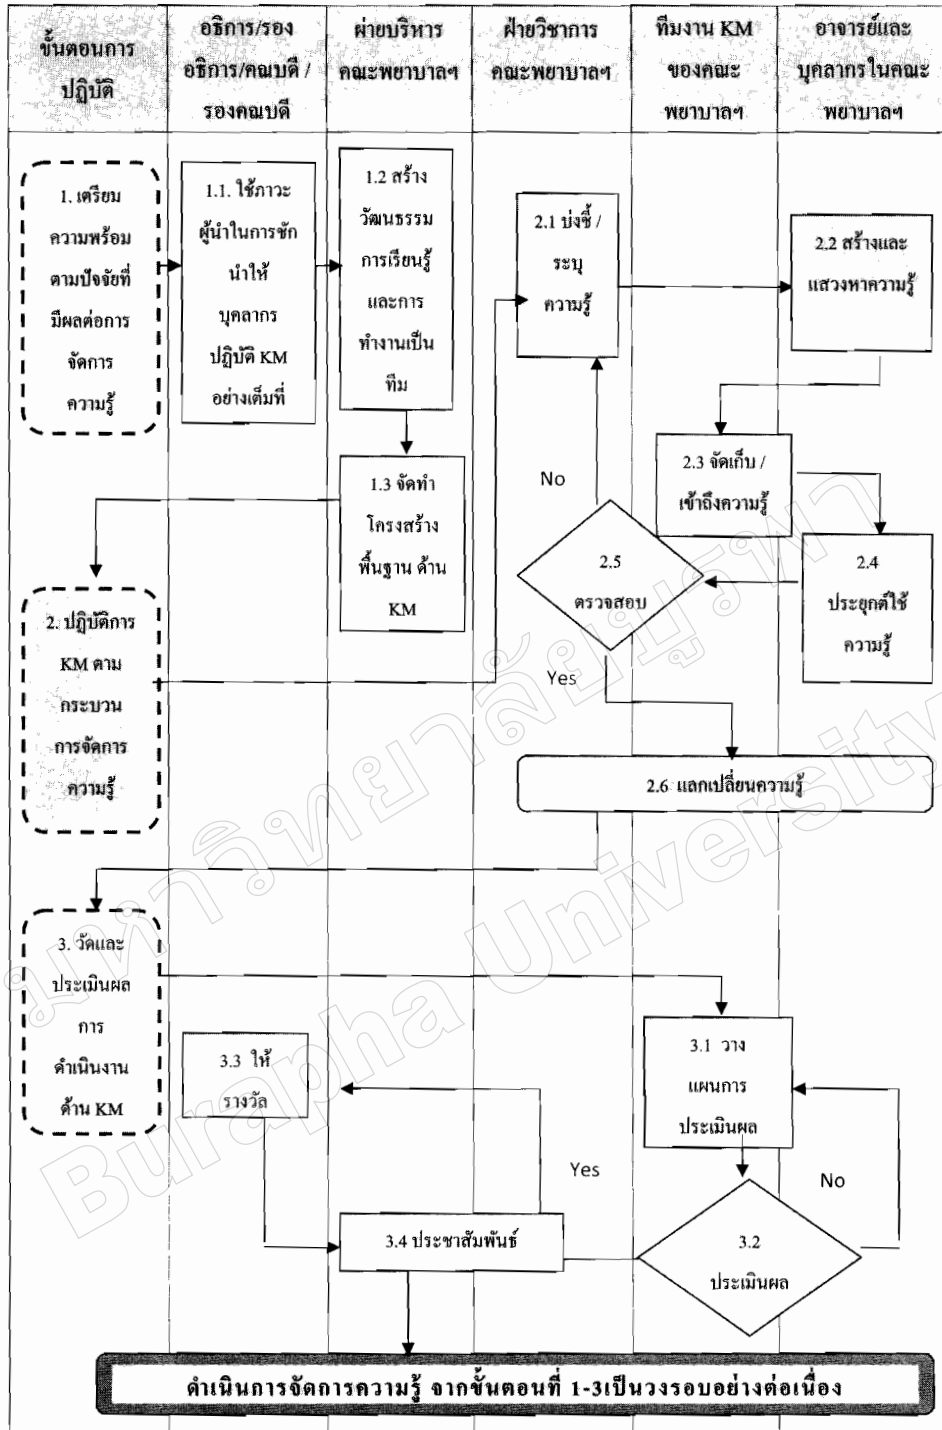 ขั้นตอนการ
ปฏิบัติ
อธิการ/รอง
อธิการ/คณบดี /
รองคณบดี
ฝ่ายบริหาร
คณะพยาบาลฯ
ฝ่ายวิชาการ
คณะพยาบาลฯ
ทีมงาน KM
ของคณะ
พยาบาลฯ
อาจารย์และ
บุคลากรในคณะ
พยาบาลฯ
1. เตรียม
ความพร้อม
ตามปัจจัยที่
มีผลต่อการ
จัดการ
ความรู้
1.1. ใช้ภาวะ
ผู้นำในการชัก
นำให้
บุคลากร
ปฏิบัติ KM
อย่างเต็มที่
1.2 สร้าง
วัฒนธรรม
การเรียนรู้
และการ
ทำงานเป็น
ทีม
1.3 จัดทำ
โครงสร้าง
พื้นฐาน ด้าน
KM
2. ปฏิบัติการ
KM ตาม
กระบวน
การจัดการ
ความรู้
2.1 บ่งชี้ /
ระบุ
ความรู้
2.2 สร้างและ
แสวงหาความรู้
2.3 จัดเก็บ /
เข้าถึงความรู้
2.4
ประยุกต์ใช้
ความรู้
2.5
ตรวจสอบ
No
Yes
2.6 แลกเปลี่ยนความรู้
3. วัดและ
ประเมินผล
การ
ดำเนินงาน
ด้าน KM
3.1 วาง
แผนการ
ประเมินผล
3.2
ประเมินผล
No
Yes
3.3 ให้
รางวัล
3.4 ประชาสัมพันธ์
ดำเนินการจัดการความรู้ จากขั้นตอนที่ 1-3เป็นวงรอบอย่างต่อเนื่อง
มหาวิทยาลัยบูรพา
Burapha University